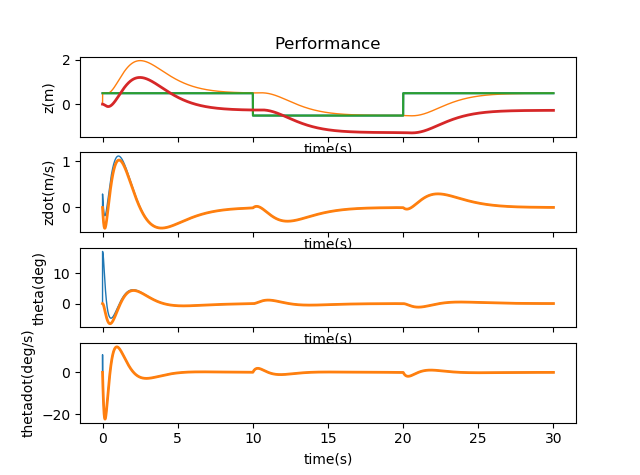 Performance
2
0
z(m)
time(s)
1
0
zdot(m/s)
time(s)
10
0
theta(deg)
time(s)
0
−20
thetadot(deg/s)
0 5 10 15 20 25 30
time(s)